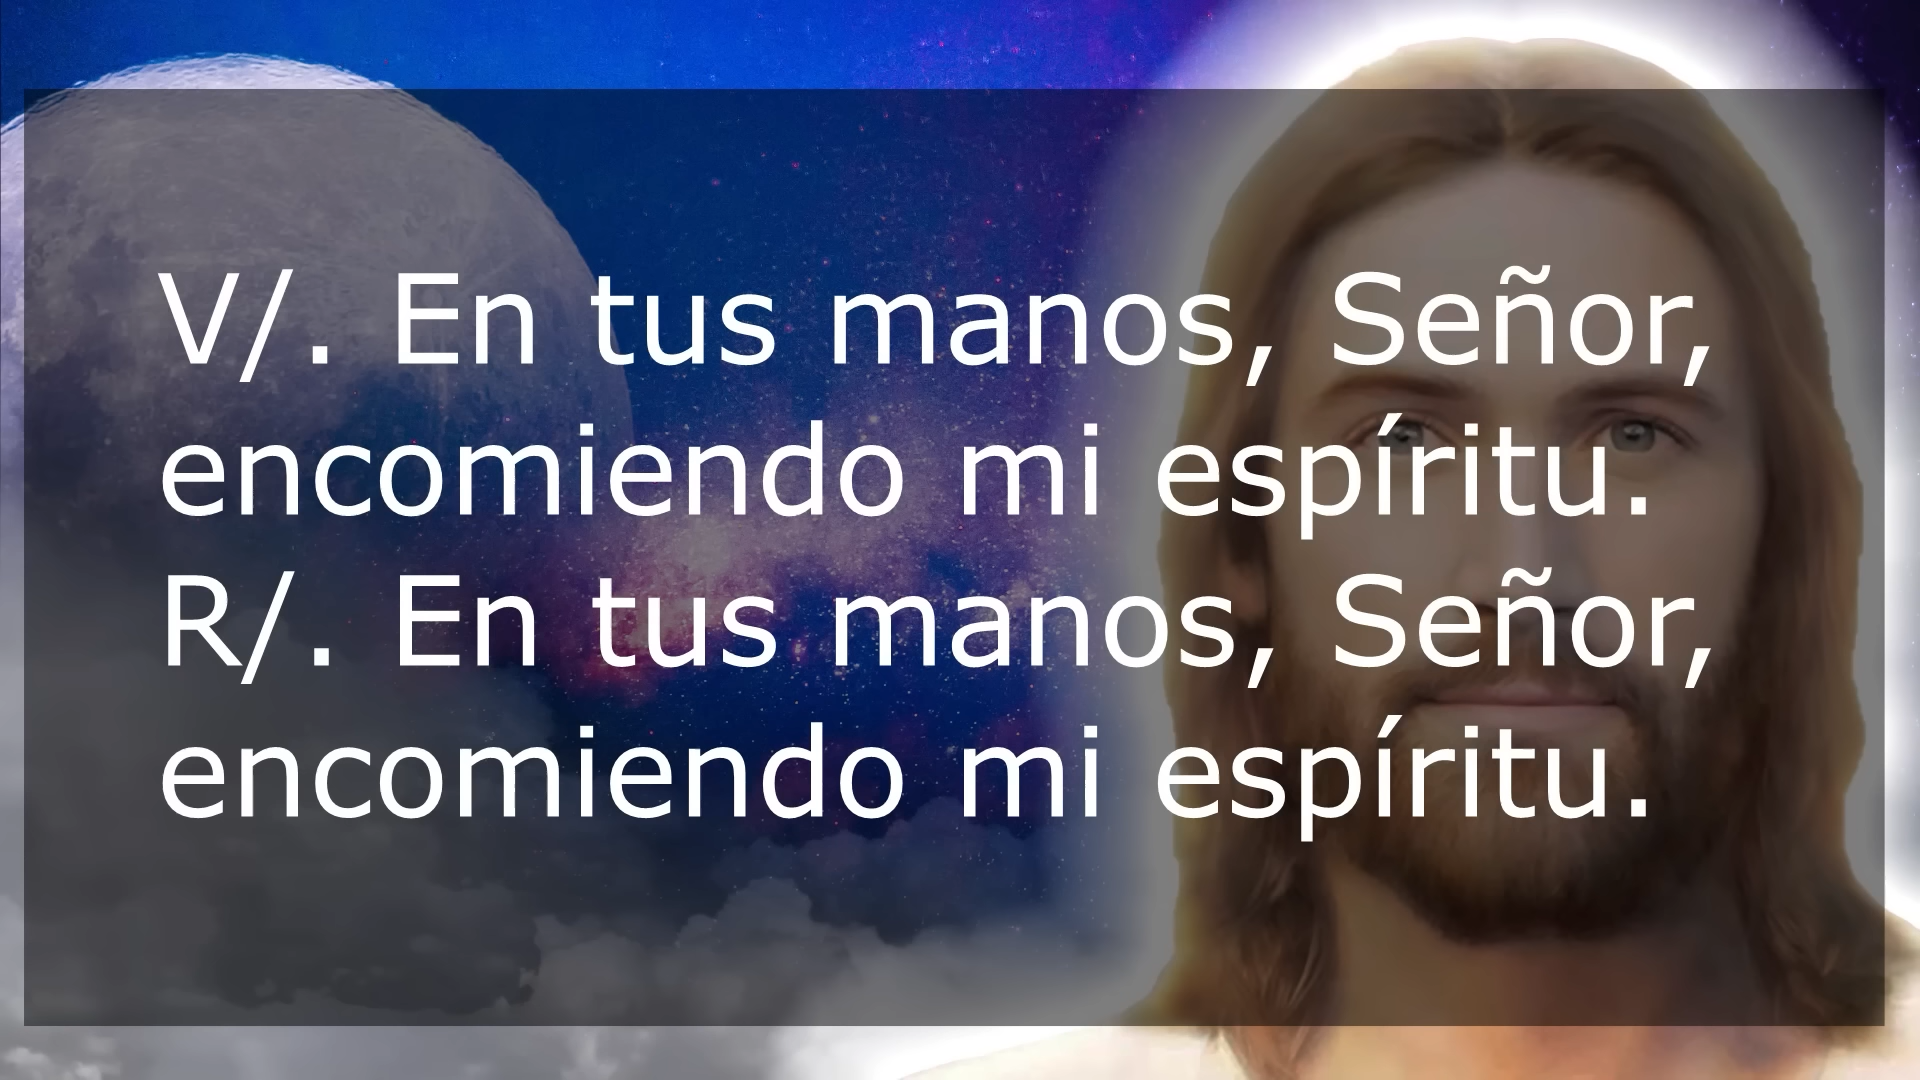 V/. En tus manos, Señor,
encomiendo mi espíritu.
R/. En tus manos, Señor,
encomiendo mi espíritu.